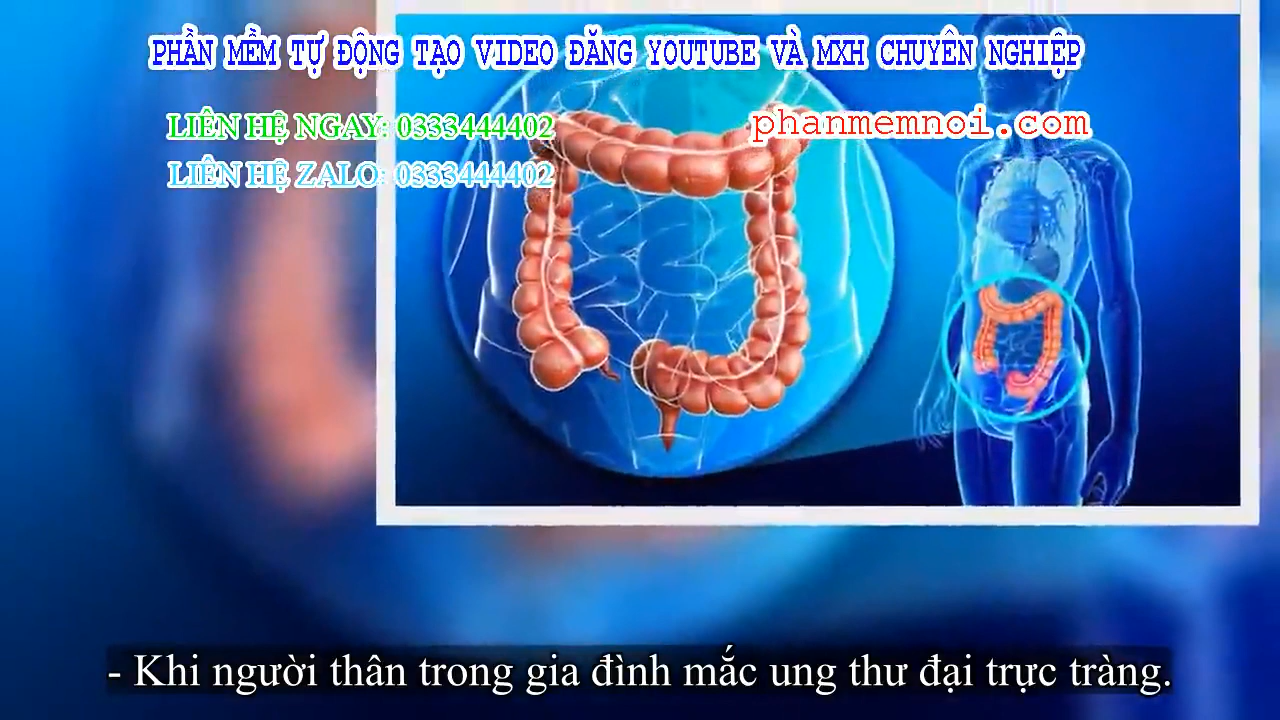 PHẦN MỀM TỰ ĐỘNG TẠO VIDEO ĐĂNG YOUTUBE VÀ MXH CHUYÊN NGHIỆP
LIÊN HỆ NGAY: 0333444402
phanmemnoi.com
LIÊN HỆ ZALO: 0333444402
- Khi người thân trong gia đình mắc ung thư đại trực tràng.